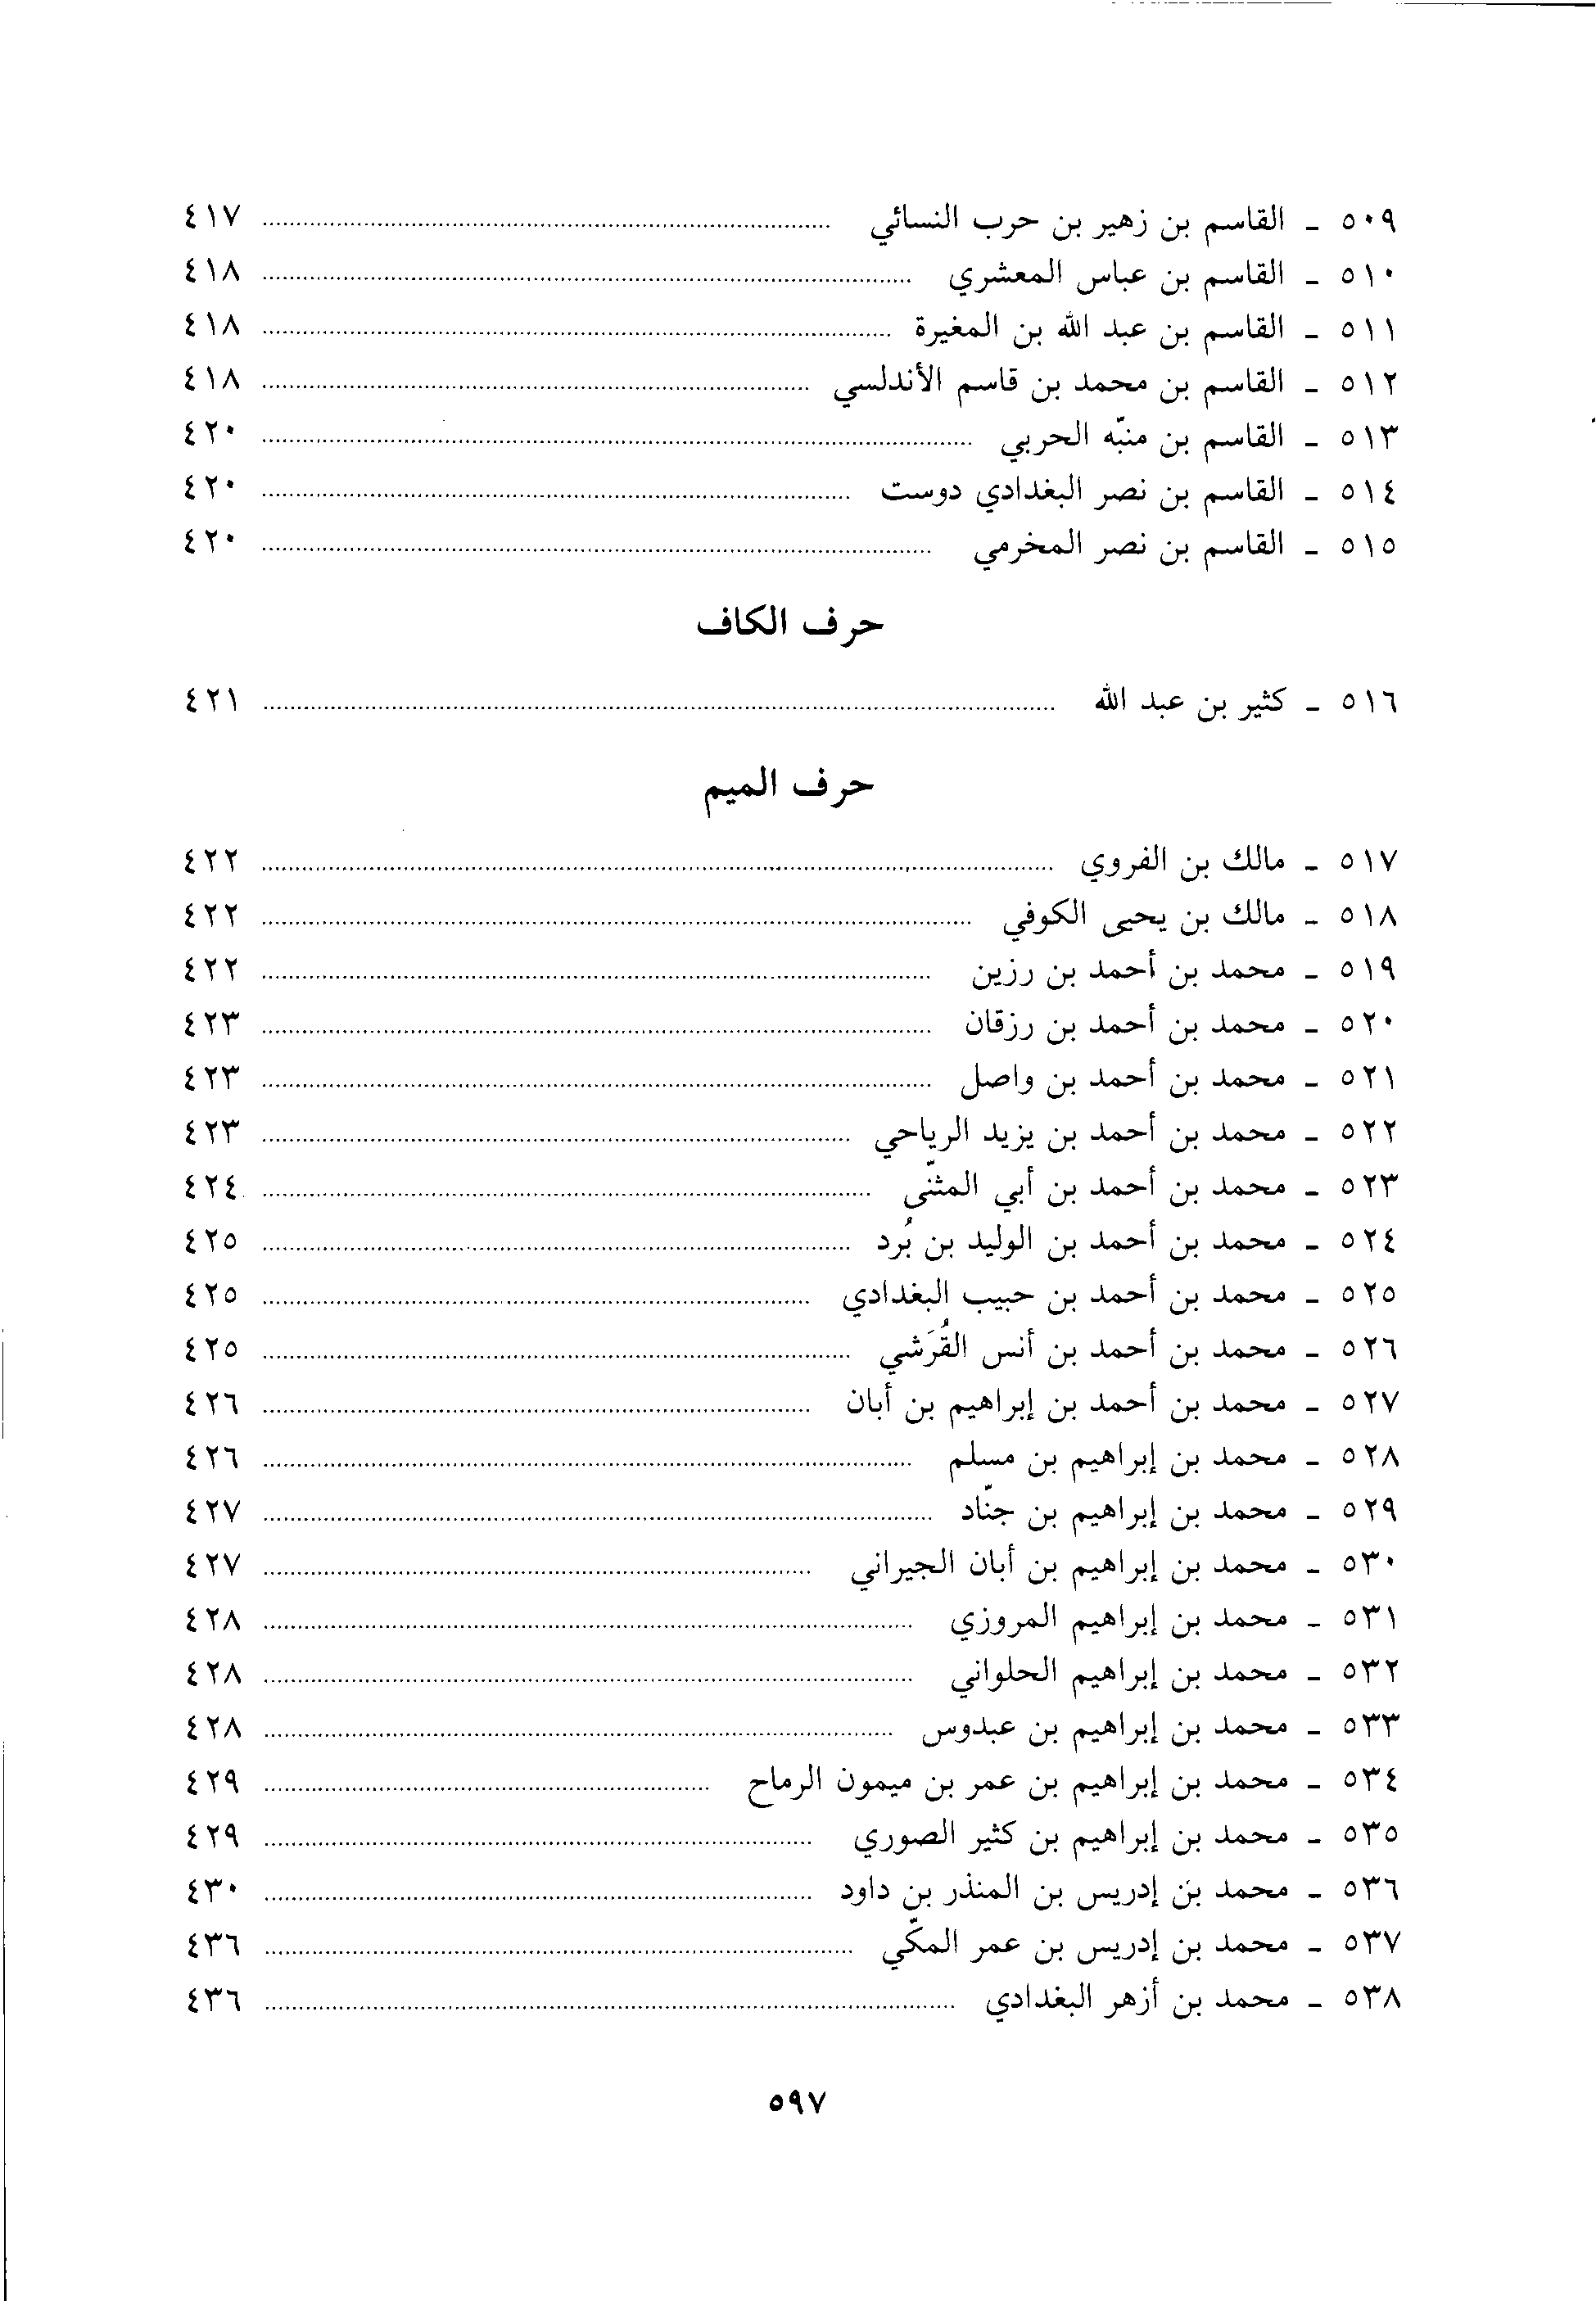 ٥٠٩ - القاسم بن زهير بن حرب النسائي ........ ٤١٧
٥١٠ - القاسم بن عباس المعشري ........ ٤١٨
٥١١ - القاسم بن عبد الله بن المغيرة ........ ٤١٨
٥١٢ - القاسم بن محمد بن قاسم الأندلسي ........ ٤١٨
٥١٣ - القاسم بن منبّه الحربي ........ ٤٢٠
٥١٤ - القاسم بن نصر البغدادي دوست ........ ٤٢٠
٥١٥ - القاسم بن نصر المخرمي ........ ٤٢٠
حرف الكاف
٥١٦ - كثير بن عبد الله ........ ٤٢١
حرف الميم
٥١٧ - مالك بن الفروي ........ ٤٢٢
٥١٨ - مالك بن يحيى الكوفي ........ ٤٢٢
٥١٩ - محمد بن أحمد بن رزين ........ ٤٢٢
٥٢٠ - محمد بن أحمد بن رزقان ........ ٤٢٣
٥٢١ - محمد بن أحمد بن واصل ........ ٤٢٣
٥٢٢ - محمد بن أحمد بن يزيد الرياحي ........ ٤٢٣
٥٢٣ - محمد بن أحمد بن أبي المثنّى ........ ٤٢٤
٥٢٤ - محمد بن أحمد بن الوليد بن بُرد ........ ٤٢٥
٥٢٥ - محمد بن أحمد بن حبيب البغدادي ........ ٤٢٥
٥٢٦ - محمد بن أحمد بن أنس القُرَشي ........ ٤٢٥
٥٢٧ - محمد بن أحمد بن إبراهيم بن أبان ........ ٤٢٦
٥٢٨ - محمد بن إبراهيم بن مسلم ........ ٤٢٦
٥٢٩ - محمد بن إبراهيم بن جنّاد ........ ٤٢٧
٥٣٠ - محمد بن إبراهيم بن أبان الجيراني ........ ٤٢٧
٥٣١ - محمد بن إبراهيم المروزي ........ ٤٢٨
٥٣٢ - محمد بن إبراهيم الحلواني ........ ٤٢٨
٥٣٣ - محمد بن إبراهيم بن عبدوس ........ ٤٢٨
٥٣٤ - محمد بن إبراهيم بن عمر بن ميمون الرماح ........ ٤٢٩
٥٣٥ - محمد بن إبراهيم بن كثير الصوري ........ ٤٢٩
٥٣٦ - محمد بن إدريس بن المنذر بن داود ........ ٤٣٠
٥٣٧ - محمد بن إدريس بن عمر المكّي ........ ٤٣٦
٥٣٨ - محمد بن أزهر البغدادي ........ ٤٣٦
٥٩٧